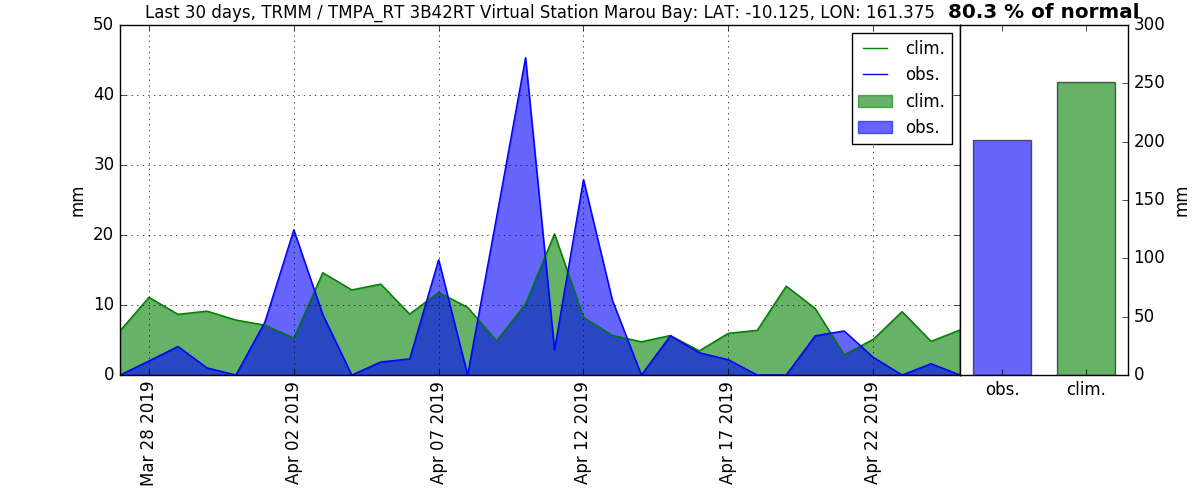 Last 30 days, TRMM / TMPA_RT 3B42RT Virtual Station Marou Bay: LAT: -10.125, LON: 161.375
80.3 % of normal
50
40
30
20
10
0
mm
clim.
obs.
clim.
obs.
300
250
200
150
100
50
0
mm
obs.
clim.
Mar 28 2019
Apr 02 2019
Apr 07 2019
Apr 12 2019
Apr 17 2019
Apr 22 2019